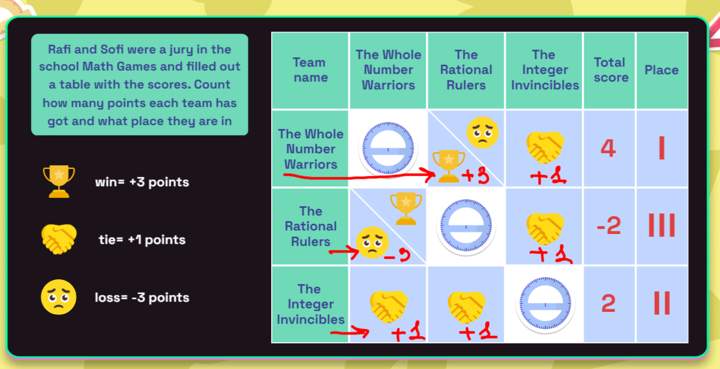 Rafi and Sofi were a jury in the
school Math Games and filled out
a table with the scores. Count
how many points each team has
got and what place they are in
win= +3 points
tie= +1 points
loss= -3 points
Team name
The Whole Number Warriors
The Rational Rulers
The Integer Invincibles
Total score
Place
The Whole Number Warriors
+3
+1
4
I
The Rational Rulers
-3
+1
-2
III
The Integer Invincibles
+1
+1
2
II